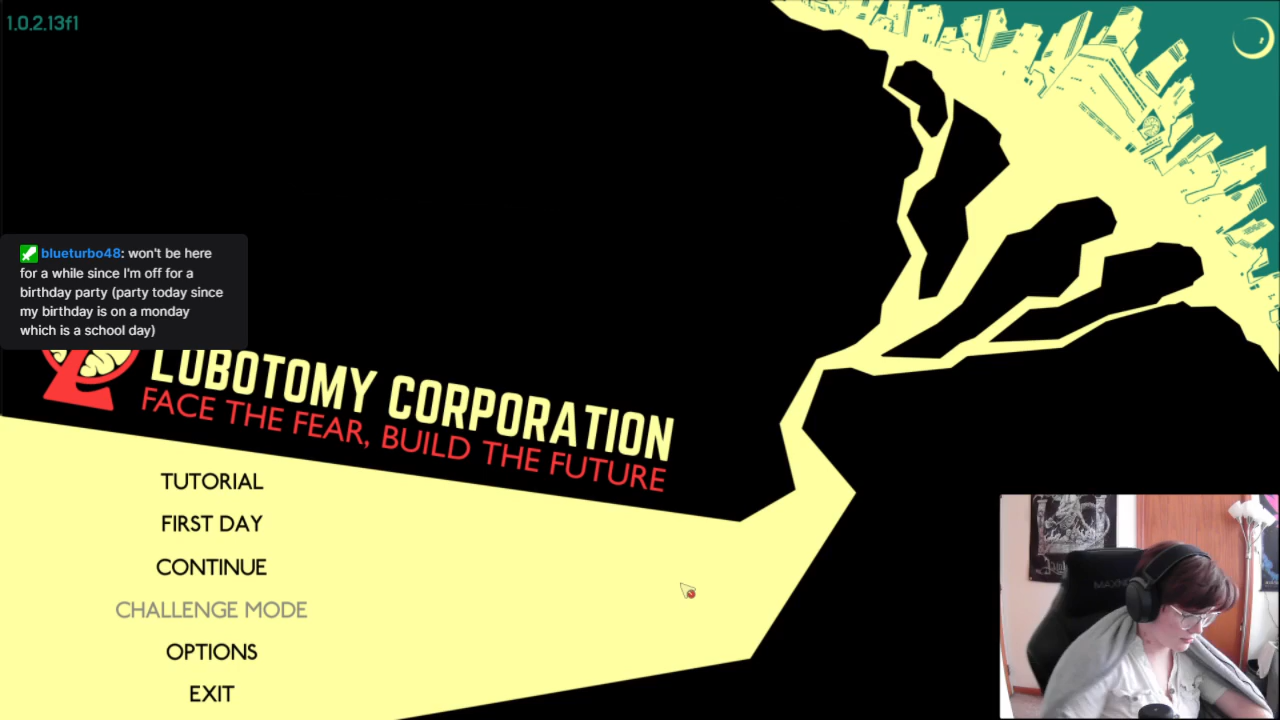 1.0.2.13f1
blueturbo48: won't be here
for a while since I'm off for a
birthday party (party today since
my birthday is on a monday
which is a school day)
LOBOTOMY CORPORATION
FACE THE FEAR, BUILD THE FUTURE
TUTORIAL
FIRST DAY
CONTINUE
CHALLENGE MODE
OPTIONS
EXIT